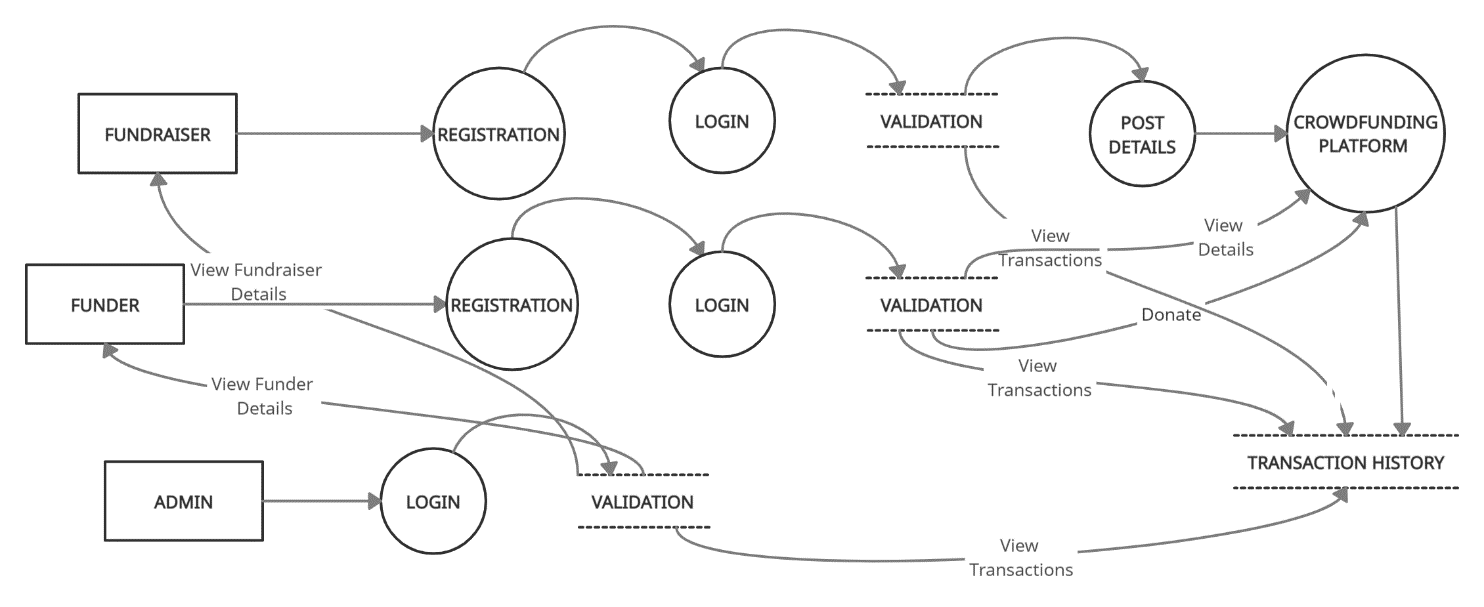 FUNDRAISER
REGISTRATION
LOGIN
VALIDATION
POST
DETAILS
CROWDFUNDING
PLATFORM
View
Transactions
View
Details
View Fundraiser
Details
FUNDER
REGISTRATION
LOGIN
VALIDATION
Donate
View
Transactions
View Funder
Details
ADMIN
LOGIN
VALIDATION
TRANSACTION HISTORY
View
Transactions